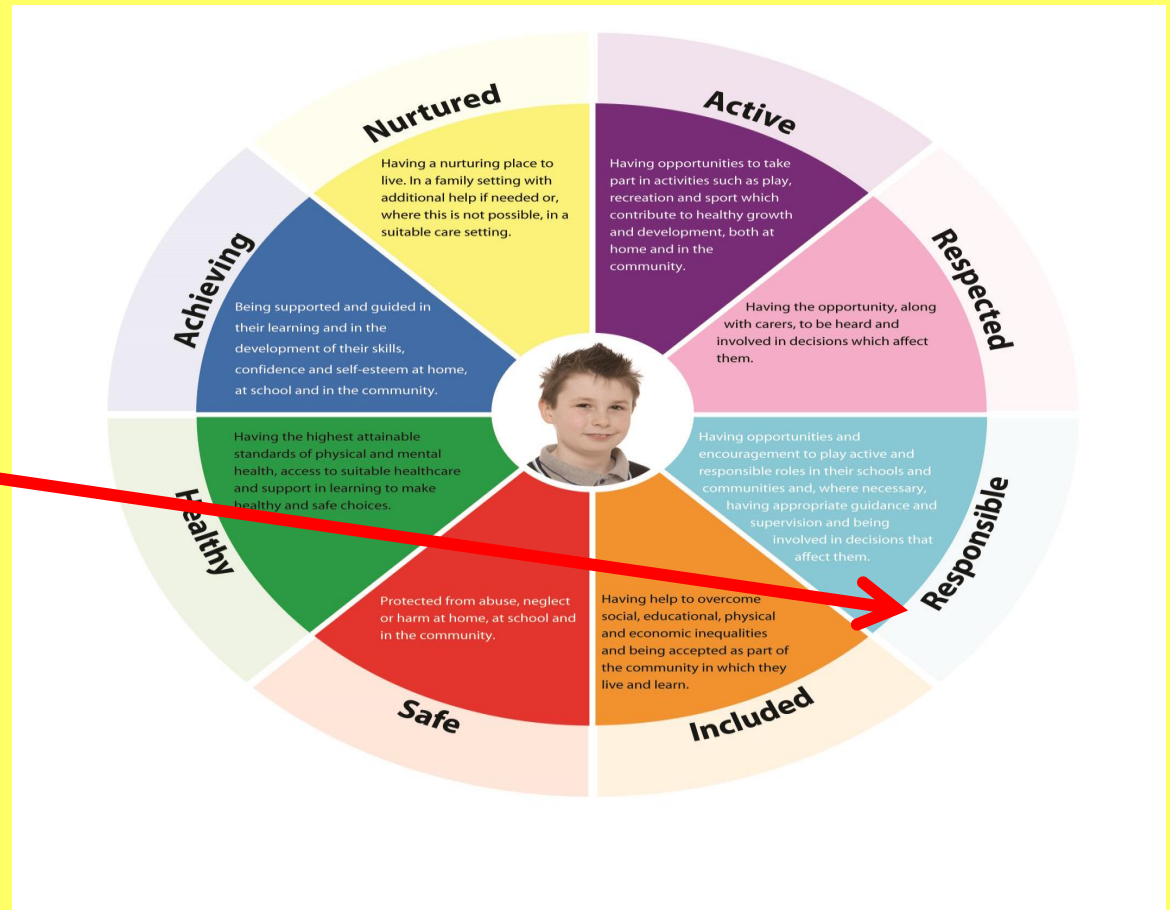 Nurtured
Having a nurturing place to
live. In a family setting with
additional help if needed or,
where this is not possible, in a
suitable care setting.
Active
Having opportunities to take
part in activities such as play,
recreation and sport which
contribute to healthy growth
and development, both at
home and in the
community.
Respected
Having the opportunity, along
with carers, to be heard and
involved in decisions which affect
them.
Responsible
Having opportunities and
encouragement to play active and
responsible roles in their schools and
communities and, where necessary,
having appropriate guidance and
supervision and being
involved in decisions that
affect them.
Included
Having help to overcome
social, educational, physical
and economic inequalities
and being accepted as part of
the community in which they
live and learn.
Safe
Protected from abuse, neglect
or harm at home, at school and
in the community.
Healthy
Having the highest attainable
standards of physical and mental
health, access to suitable healthcare
and support in learning to make
healthy and safe choices.
Achieving
Being supported and guided in
their learning and in the
development of their skills,
confidence and self-esteem at home,
at school and in the community.